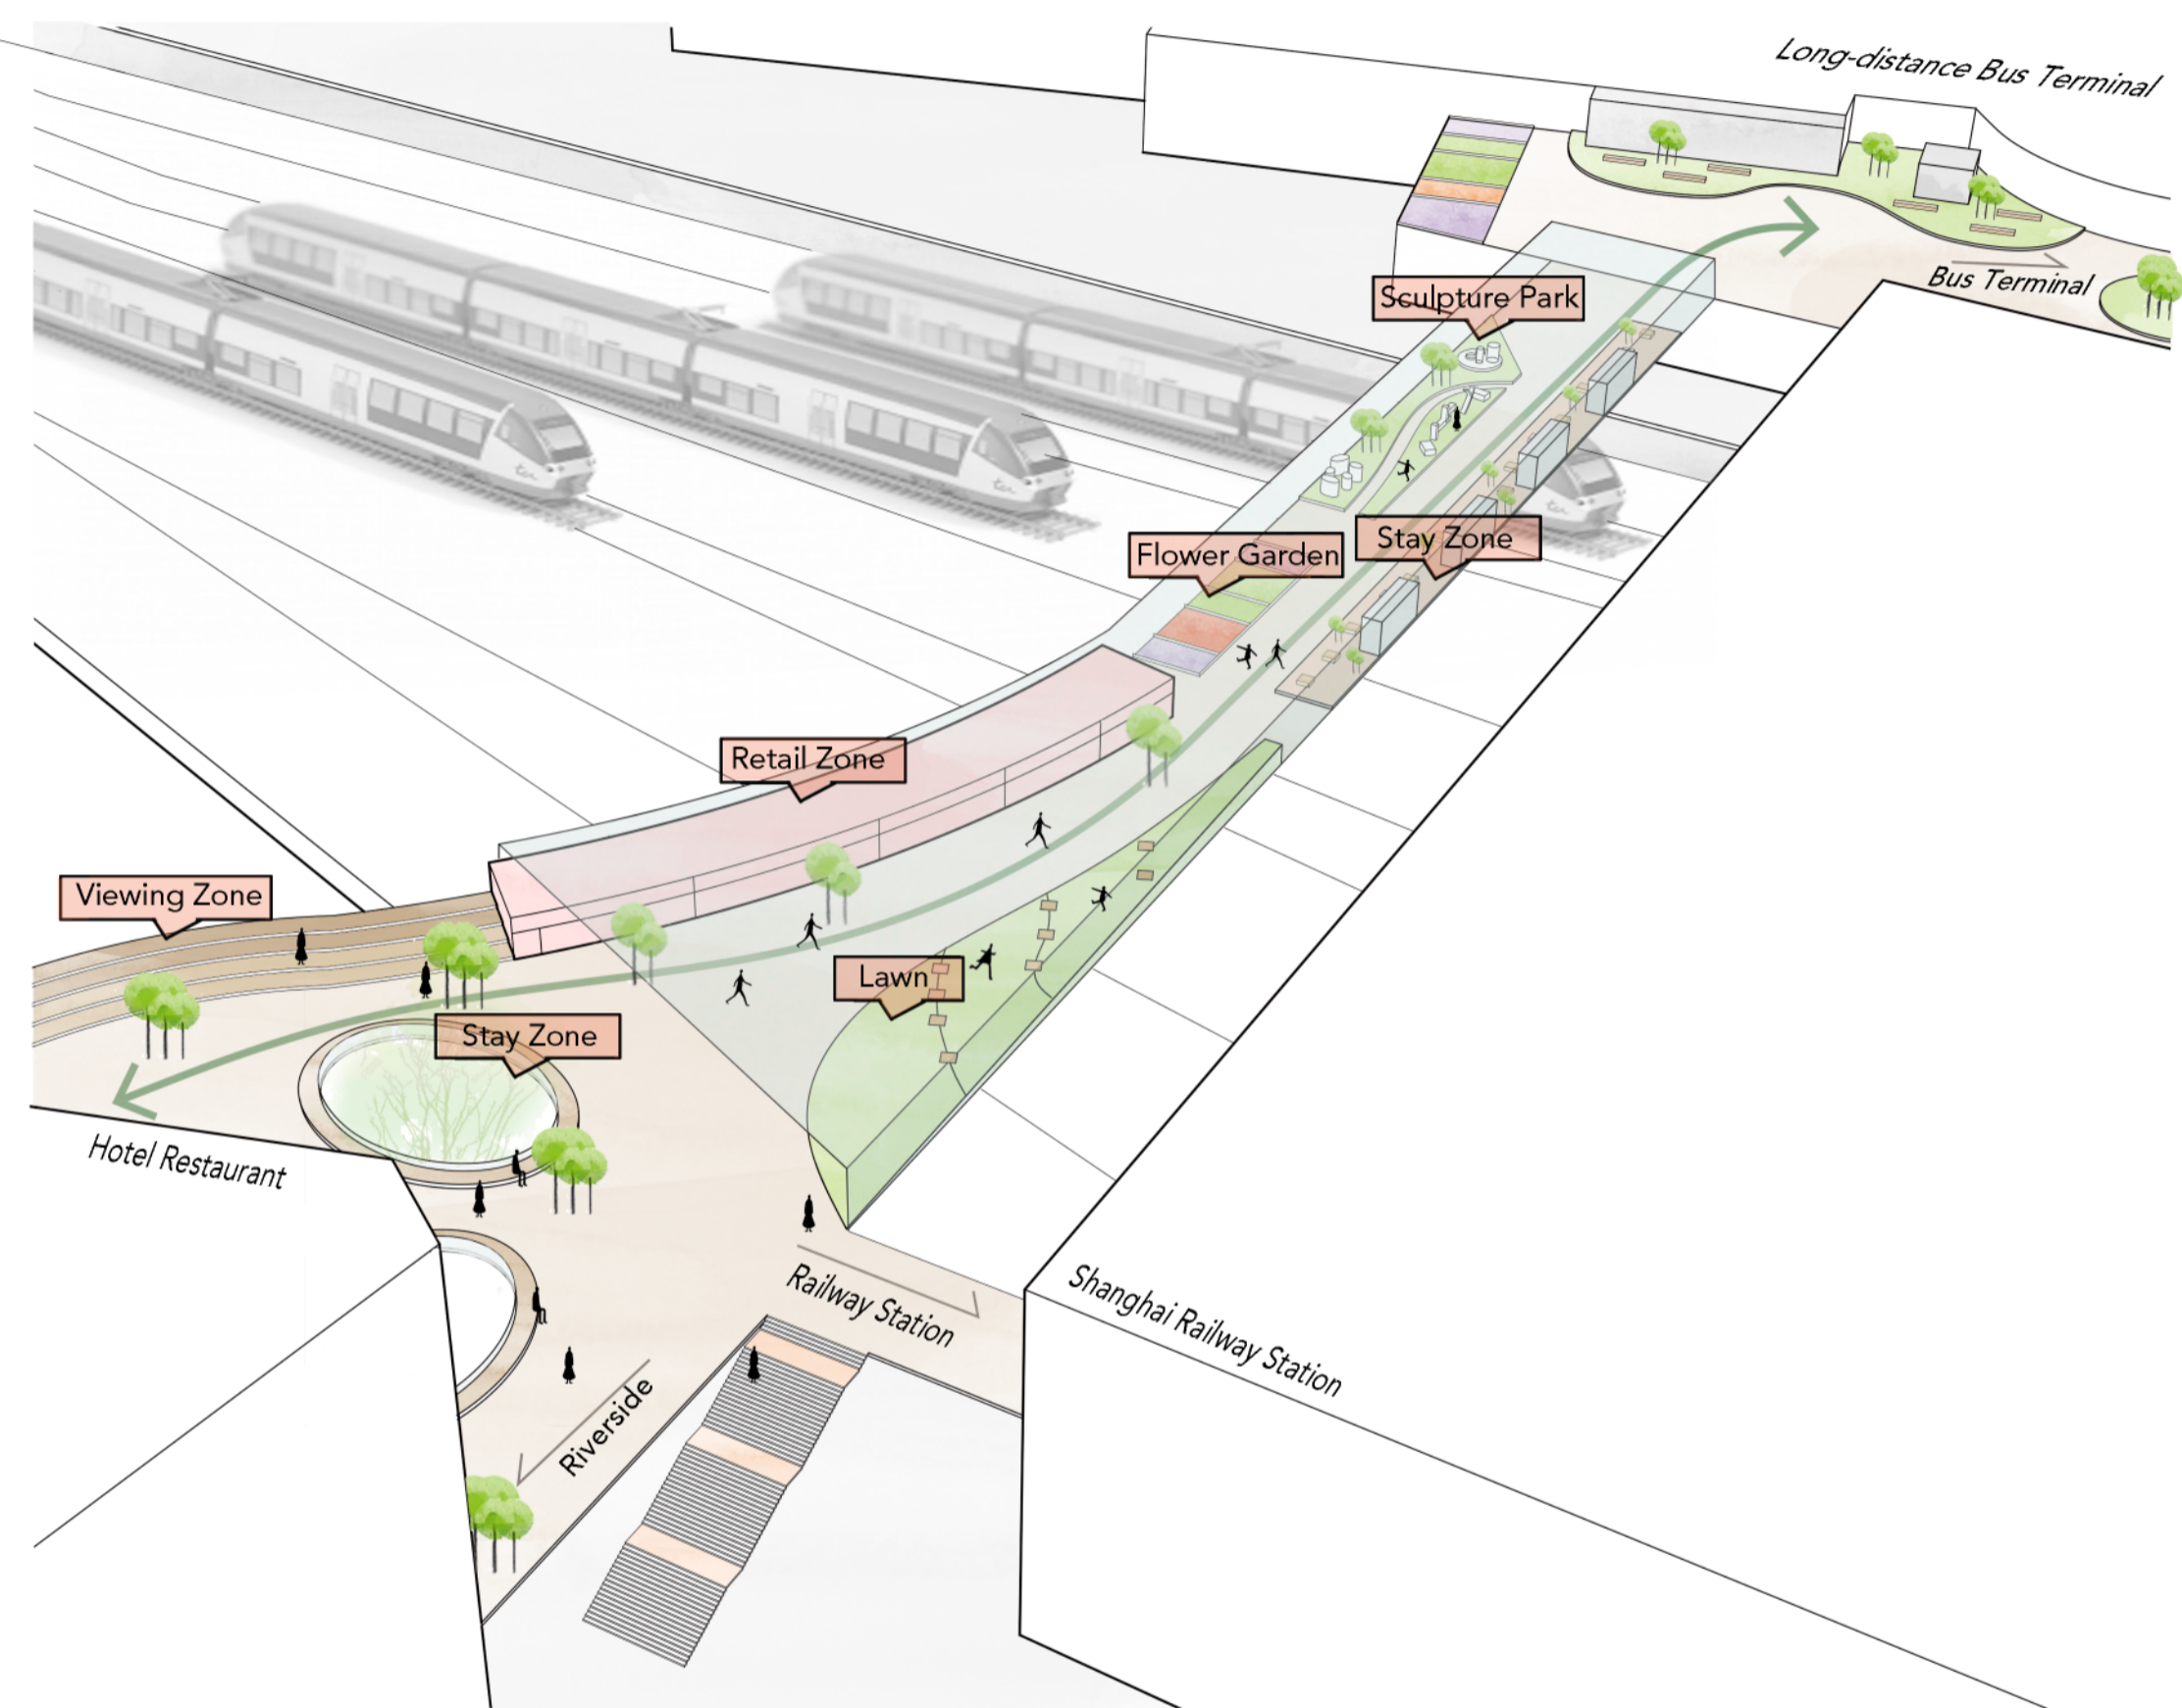 Long-distance Bus Terminal
Bus Terminal
Sculpture Park
Stay Zone
Flower Garden
Retail Zone
Viewing Zone
Lawn
Stay Zone
Hotel Restaurant
Railway Station
Shanghai Railway Station
Riverside